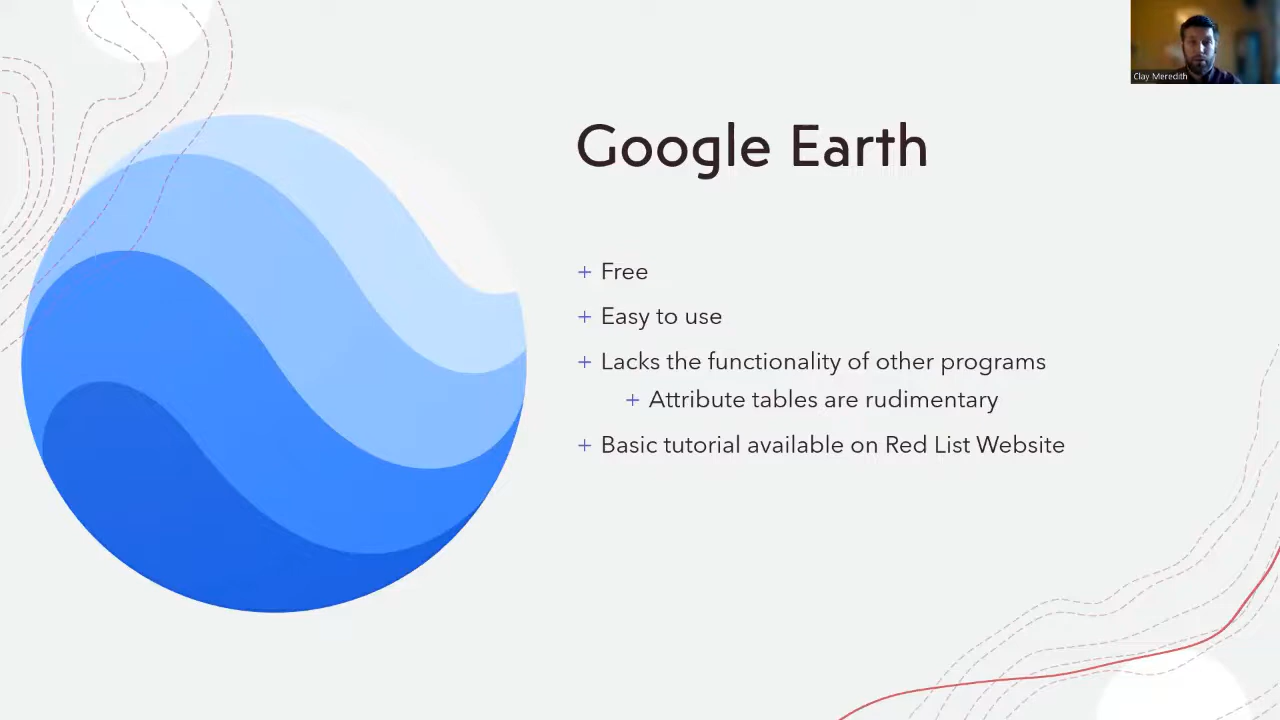 Clay Meredith
Google Earth
+ Free
+ Easy to use
+ Lacks the functionality of other programs
+ Attribute tables are rudimentary
+ Basic tutorial available on Red List Website